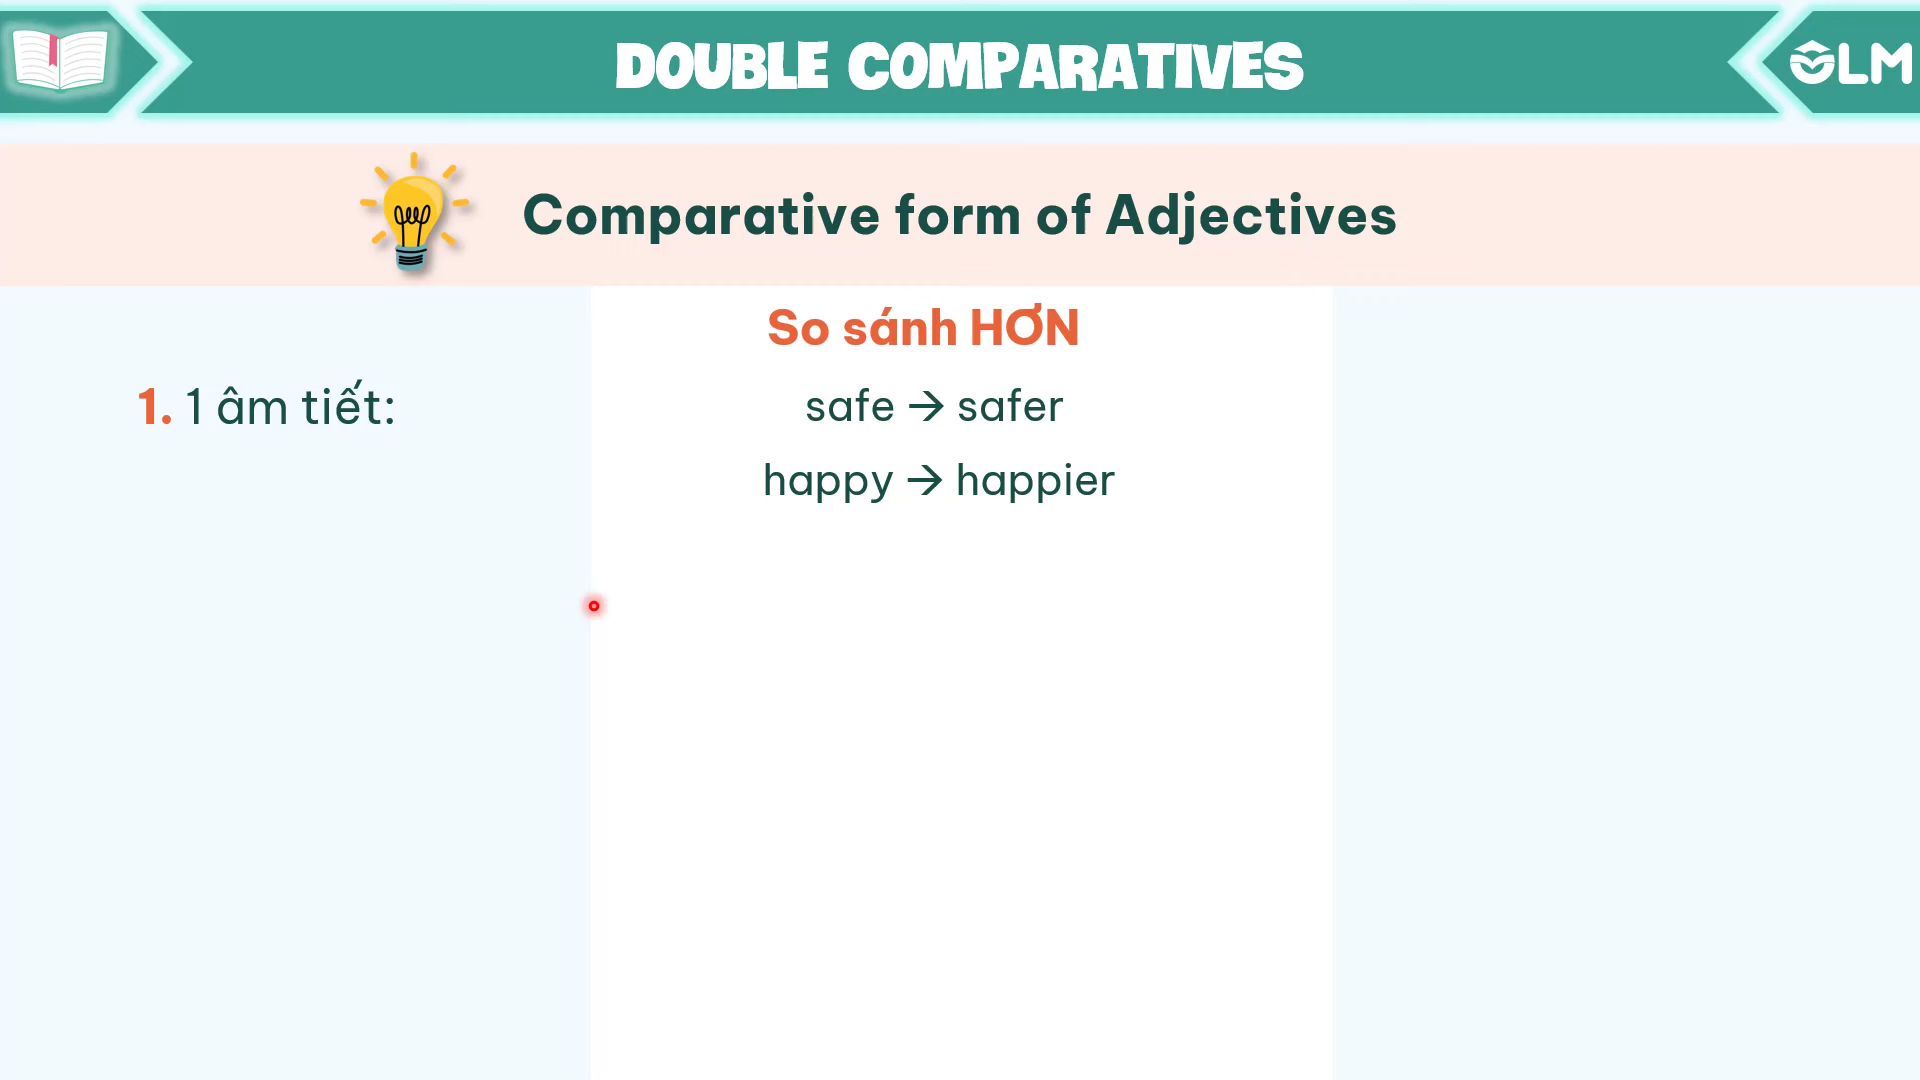 DOUBLE COMPARATIVES
OLM
Comparative form of Adjectives
So sánh HƠN
1. 1 âm tiết:
safe → safer
happy → happier